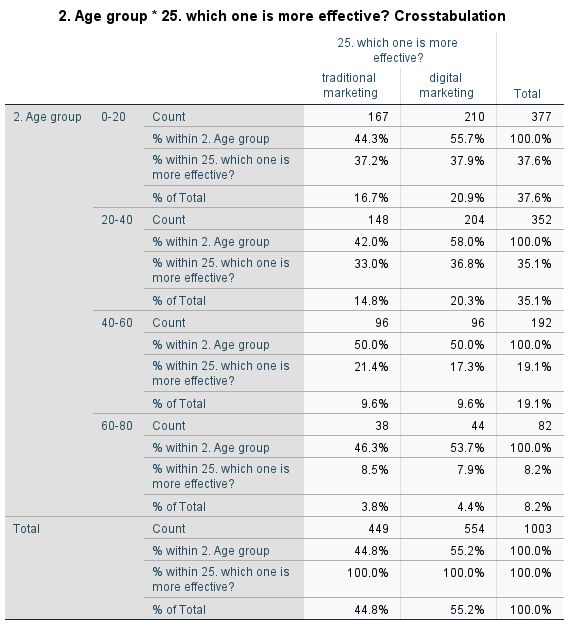 2. Age group * 25. which one is more effective? Crosstabulation
25. which one is more
effective?
traditional marketing digital marketing Total
2. Age group 0-20 Count 167 210 377
% within 2. Age group 44.3% 55.7% 100.0%
% within 25. which one is more effective? 37.2% 37.9% 37.6%
% of Total 16.7% 20.9% 37.6%
20-40 Count 148 204 352
% within 2. Age group 42.0% 58.0% 100.0%
% within 25. which one is more effective? 33.0% 36.8% 35.1%
% of Total 14.8% 20.3% 35.1%
40-60 Count 96 96 192
% within 2. Age group 50.0% 50.0% 100.0%
% within 25. which one is more effective? 21.4% 17.3% 19.1%
% of Total 9.6% 9.6% 19.1%
60-80 Count 38 44 82
% within 2. Age group 46.3% 53.7% 100.0%
% within 25. which one is more effective? 8.5% 7.9% 8.2%
% of Total 3.8% 4.4% 8.2%
Total Count 449 554 1003
% within 2. Age group 44.8% 55.2% 100.0%
% within 25. which one is more effective? 100.0% 100.0% 100.0%
% of Total 44.8% 55.2% 100.0%